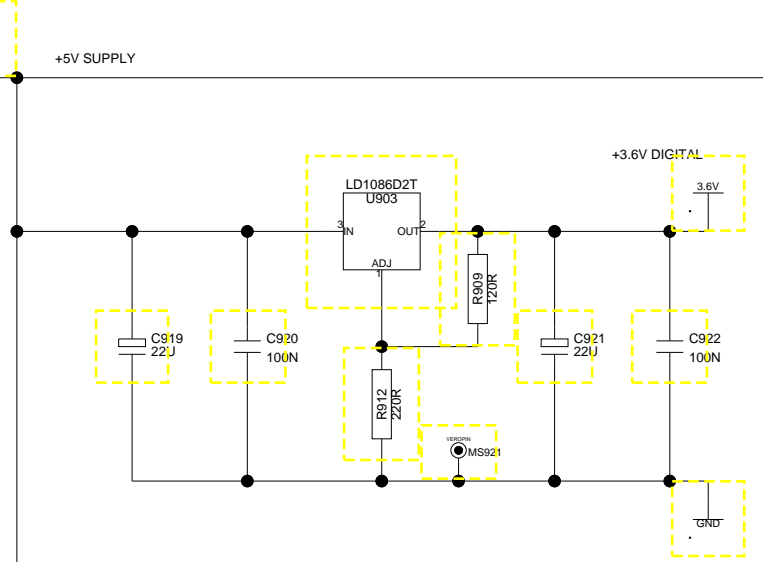 +5V SUPPLY
+3.6V DIGITAL
3.6V
LD1086D2T
U903
3
IN
OUT
2
ADJ
1
R909
120R
C919
22U
C920
100N
C921
22U
C922
100N
R912
220R
VEROPIN
MS921
GND